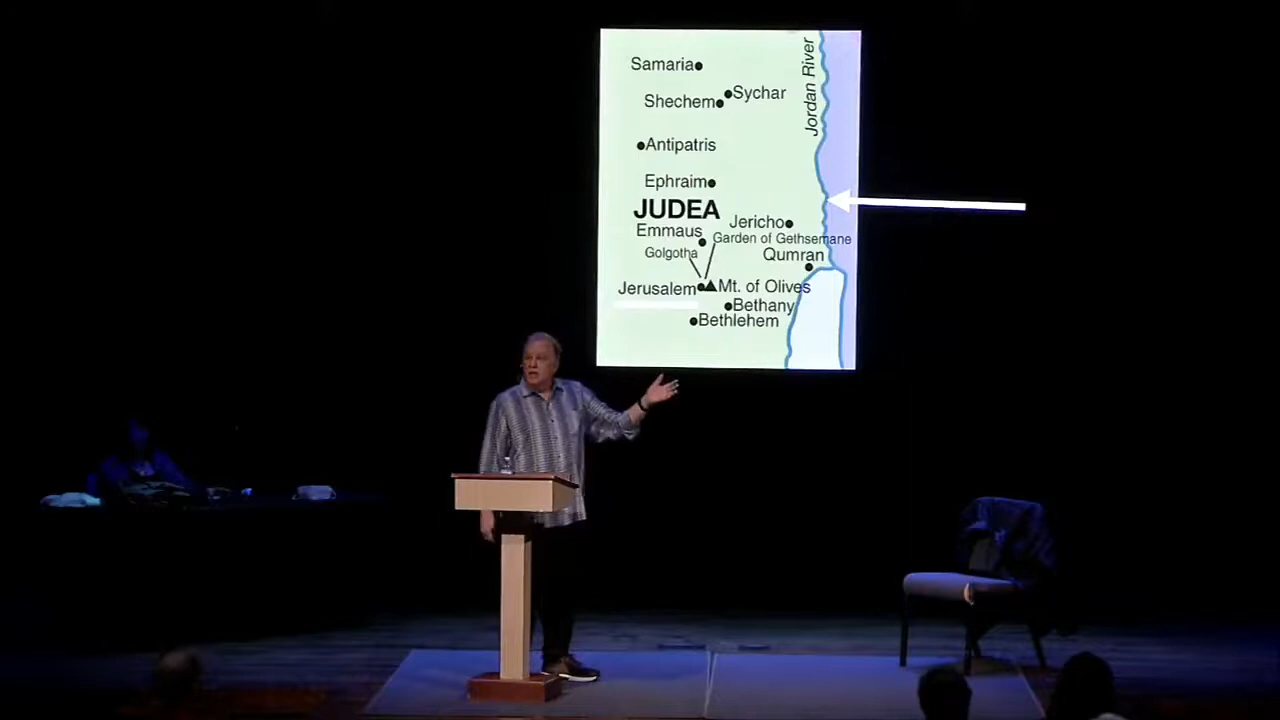 Samaria
Jordan River
Sychar
Shechem
Antipatris
Ephraim
JUDEA
Jericho
Emmaus
Garden of Gethsemane
Golgotha
Qumran
Jerusalem
Mt. of Olives
Bethany
Bethlehem